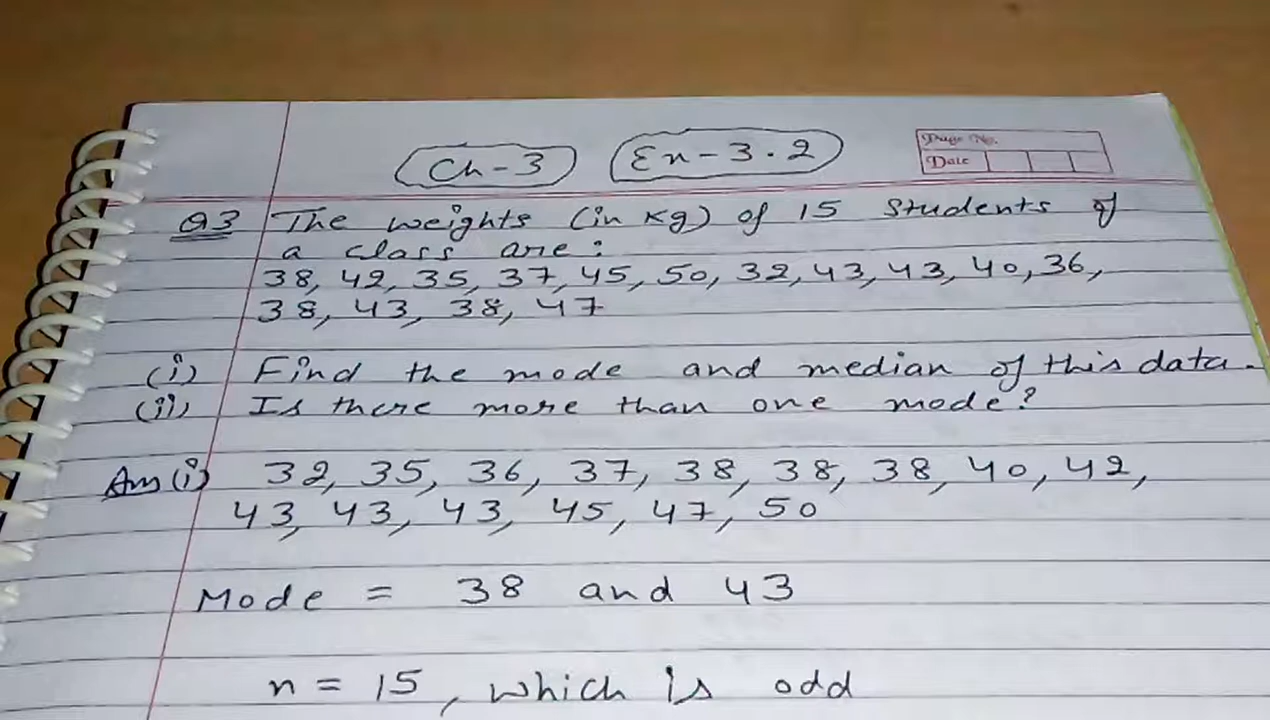 Ch-3 Ex-3.2
Page No.
Date
Q3 The weights (in kg) of 15 students of
a class are:
38, 42, 35, 37, 45, 50, 32, 43, 43, 40, 36,
38, 43, 38, 47
(i) Find the mode and median of this data.
(ii) Is there more than one mode?
Ans(i) 32, 35, 36, 37, 38, 38, 38, 40, 42,
43, 43, 43, 45, 47, 50
Mode = 38 and 43
n = 15, which is odd